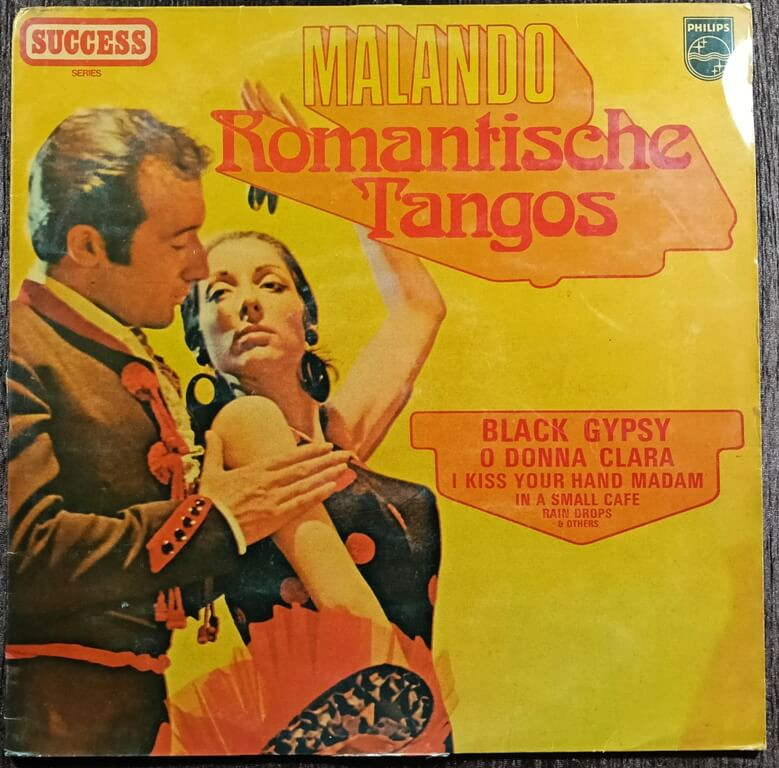 SUCCESS
SERIES
MALANDO
PHILIPS
Romantische
Tangos
BLACK GYPSY
O DONNA CLARA
I KISS YOUR HAND MADAM
IN A SMALL CAFE
RAIN DROPS
& OTHERS